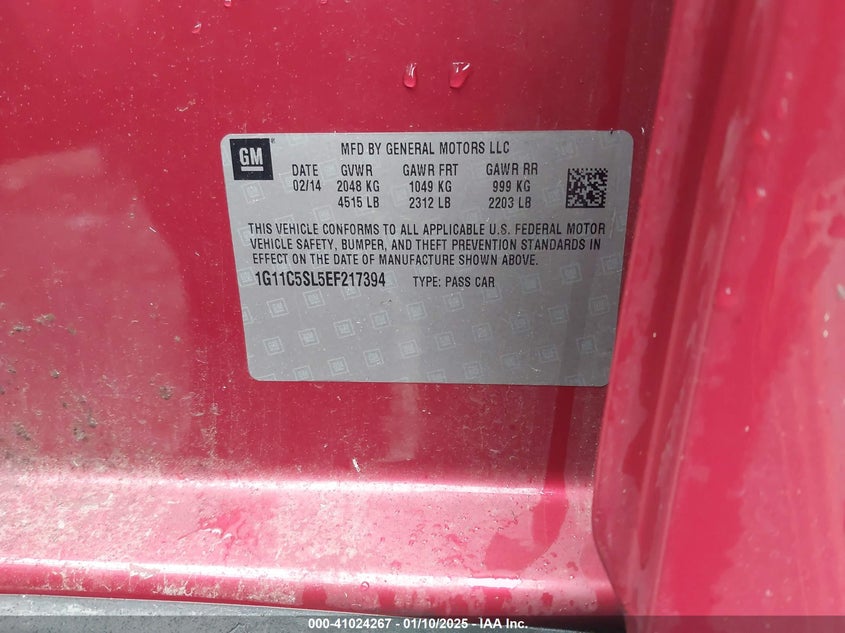 GM
MFD BY GENERAL MOTORS LLC
DATE GVWR GAWR FRT GAWR RR
02/14 2048 KG 1049 KG 999 KG
4515 LB 2312 LB 2203 LB
THIS VEHICLE CONFORMS TO ALL APPLICABLE U.S. FEDERAL MOTOR
VEHICLE SAFETY, BUMPER, AND THEFT PREVENTION STANDARDS IN
EFFECT ON THE DATE OF MANUFACTURE SHOWN ABOVE.
1G11C5SL5EF217394 TYPE: PASS CAR
000-41024267 - 01/10/2025 - IAA Inc.